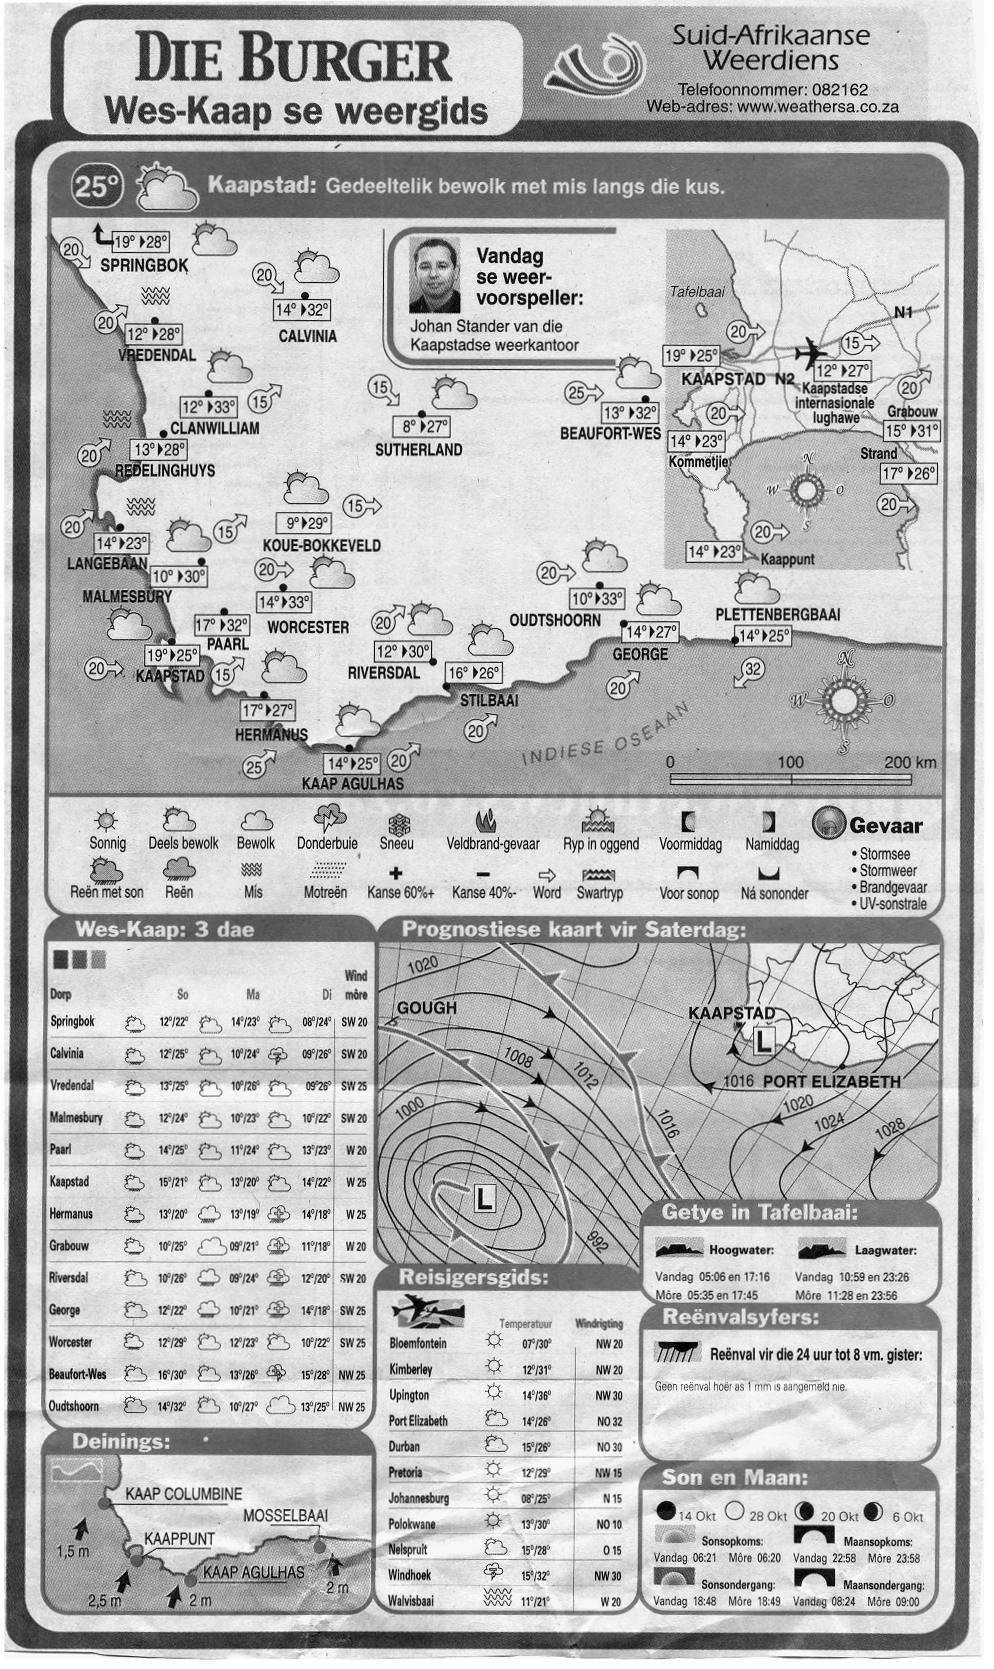 DIE BURGER
Wes-Kaap se weergids
Suid-Afrikaanse
Weerdiens
Telefoonnommer: 082162
Web-adres: www.weathersa.co.za
25° Kaapstad: Gedeeltelik bewolk met mis langs die kus.
20 19° 28°
SPRINGBOK
20 14° 32°
CALVINIA
20 12° 28°
VREDENDAL
12° 33° 15
CLANWILLIAM
20 13° 28°
REDELINGHUYS
15 8° 27°
SUTHERLAND
25 13° 32°
BEAUFORT-WES
Vandag
se weer-
voorspeller:
Johan Stander van die
Kaapstadse weerkantoor
Tafelbaai
N1
20
15
19° 25°
KAAPSTAD N2
12° 27°
Kaapstadse
internasionale
lughawe
20
Grabouw
15° 31°
20
14° 23°
Kommetjie
Strand
17° 26°
N
W O
S
20
20
14° 23°
Kaappunt
20 14° 23°
LANGEBAAN
15
9° 29° 15
KOUE-BOKKEVELD
10° 30°
MALMESBURY
20
14° 33°
WORCESTER
17° 32°
PAARL
20 19° 25°
KAAPSTAD
15
17° 27°
HERMANUS
25
14° 25° 20
KAAP AGULHAS
20
12° 30°
RIVERSDAL
16° 26°
STILBAAI
20
20
10° 33°
OUDTSHOORN
14° 27°
GEORGE
20
PLETTENBERGBAAI
14° 25°
32
INDIESE OSEAAN
N
W O
S
0 100 200 km
Sonnig Deels bewolk Bewolk Donderbuie Sneeu Veldbrand-gevaar Ryp in oggend Voormiddag Namiddag
Reën met son Reën Mis Motreën Kanse 60%+ Kanse 40%- Word Swartryp Voor sonop Ná sononder
Gevaar
• Stormsee
• Stormweer
• Brandgevaar
• UV-sonstrale
Wes-Kaap: 3 dae
Wind
Dorp So Ma Di môre
Springbok 12°/22° 14°/23° 08°/24° SW 20
Calvinia 12°/25° 10°/24° 09°/26° SW 20
Vredendal 13°/25° 10°/26° 09°26° SW 25
Malmesbury 12°/24° 10°/23° 10°/22° SW 20
Paarl 14°/25° 11°/24° 13°/23° W 20
Kaapstad 15°/21° 13°/20° 14°/22° W 25
Hermanus 13°/20° 13°/19° 14°/18° W 25
Grabouw 10°/25° 09°/21° 11°/18° W 20
Riversdal 10°/26° 09°/24° 12°/20° SW 20
George 12°/22° 10°/21° 14°/18° SW 25
Worcester 12°/29° 12°/23° 10°/22° SW 25
Beaufort-Wes 16°/30° 13°/26° 15°/28° NW 25
Oudtshoorn 14°/32° 10°/27° 13°/25° NW 25
Prognostiese kaart vir Saterdag:
1020
GOUGH
1008
1012
1000
1016
992
L
KAAPSTAD
L
1016 PORT ELIZABETH
1020
1024
1028
Deinings:
KAAP COLUMBINE
MOSSELBAAI
KAAPPUNT
1,5 m
KAAP AGULHAS
2,5 m
2 m
2 m
Reisigersgids:
Temperatuur Windrigting
Bloemfontein 07°/30° NW 20
Kimberley 12°/31° NW 20
Upington 14°/36° NW 30
Port Elizabeth 14°/26° NO 32
Durban 15°/26° NO 30
Pretoria 12°/29° NW 15
Johannesburg 08°/25° N 15
Polokwane 13°/30° NO 10
Nelspruit 15°/28° O 15
Windhoek 15°/32° NW 30
Walvisbaai 11°/21° W 20
Getye in Tafelbaai:
Hoogwater: Laagwater:
Vandag 05:06 en 17:16 Vandag 10:59 en 23:26
Môre 05:35 en 17:45 Môre 11:28 en 23:56
Reënvalsyfers:
Reënval vir die 24 uur tot 8 vm. gister:
Geen reënval hoër as 1 mm is aangemeld nie.
Son en Maan:
14 Okt 28 Okt 20 Okt 6 Okt
Sonsopkoms: Maansopkoms:
Vandag 06:21 Môre 06:20 Vandag 22:58 Môre 23:58
Sonsondergang: Maansondergang:
Vandag 18:48 Môre 18:49 Vandag 08:24 Môre 09:00